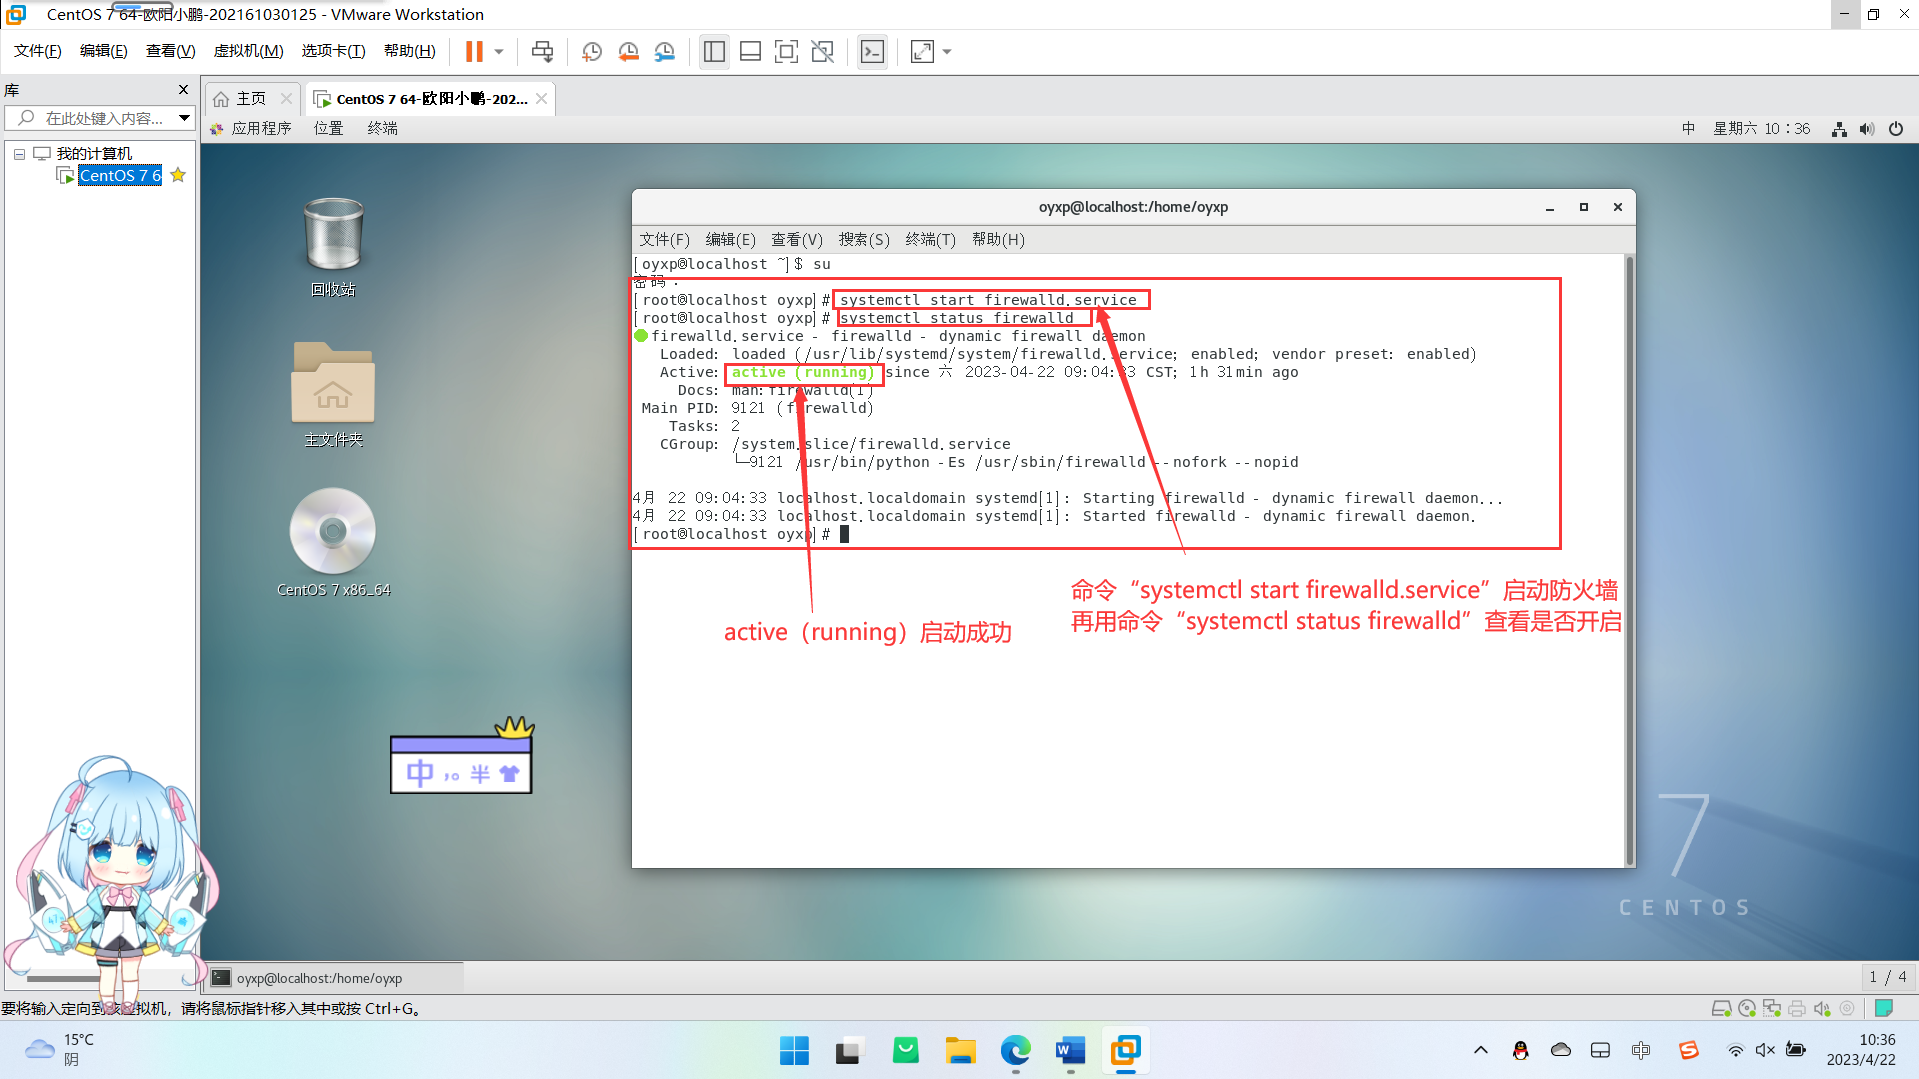 CentOS 7 64-欧阳小鹏-202161030125 - VMware Workstation
文件(F) 编辑(E) 查看(V) 虚拟机(M) 选项卡(T) 帮助(H)
库
在此处键入内容...
我的计算机
CentOS 7 6
主页
CentOS 7 64-欧阳小鹏-202...
应用程序 位置 终端
中 星期六 10：36
回收站
主文件夹
CentOS 7 x86_64
oyxp@localhost:/home/oyxp
文件(F) 编辑(E) 查看(V) 搜索(S) 终端(T) 帮助(H)
[oyxp@localhost ~]$ su
密码：
[root@localhost oyxp]# systemctl start firewalld.service
[root@localhost oyxp]# systemctl status firewalld
firewalld.service - firewalld - dynamic firewall daemon
Loaded: loaded (/usr/lib/systemd/system/firewalld.service; enabled; vendor preset: enabled)
Active: active (running) since 六 2023-04-22 09:04:33 CST; 1h 31min ago
Docs: man:firewalld(1)
Main PID: 9121 (firewalld)
Tasks: 2
CGroup: /system.slice/firewalld.service
└─9121 /usr/bin/python -Es /usr/sbin/firewalld --nofork --nopid
4月 22 09:04:33 localhost.localdomain systemd[1]: Starting firewalld - dynamic firewall daemon...
4月 22 09:04:33 localhost.localdomain systemd[1]: Started firewalld - dynamic firewall daemon.
[root@localhost oyxp]#
命令“systemctl start firewalld.service”启动防火墙
再用命令“systemctl status firewalld”查看是否开启
active（running）启动成功
中 ,。半
7
CENTOS
oyxp@localhost:/home/oyxp
1 / 4
要将输入定向到该虚拟机，请将鼠标指针移入其中或按 Ctrl+G。
15°C
阴
中
10:36
2023/4/22